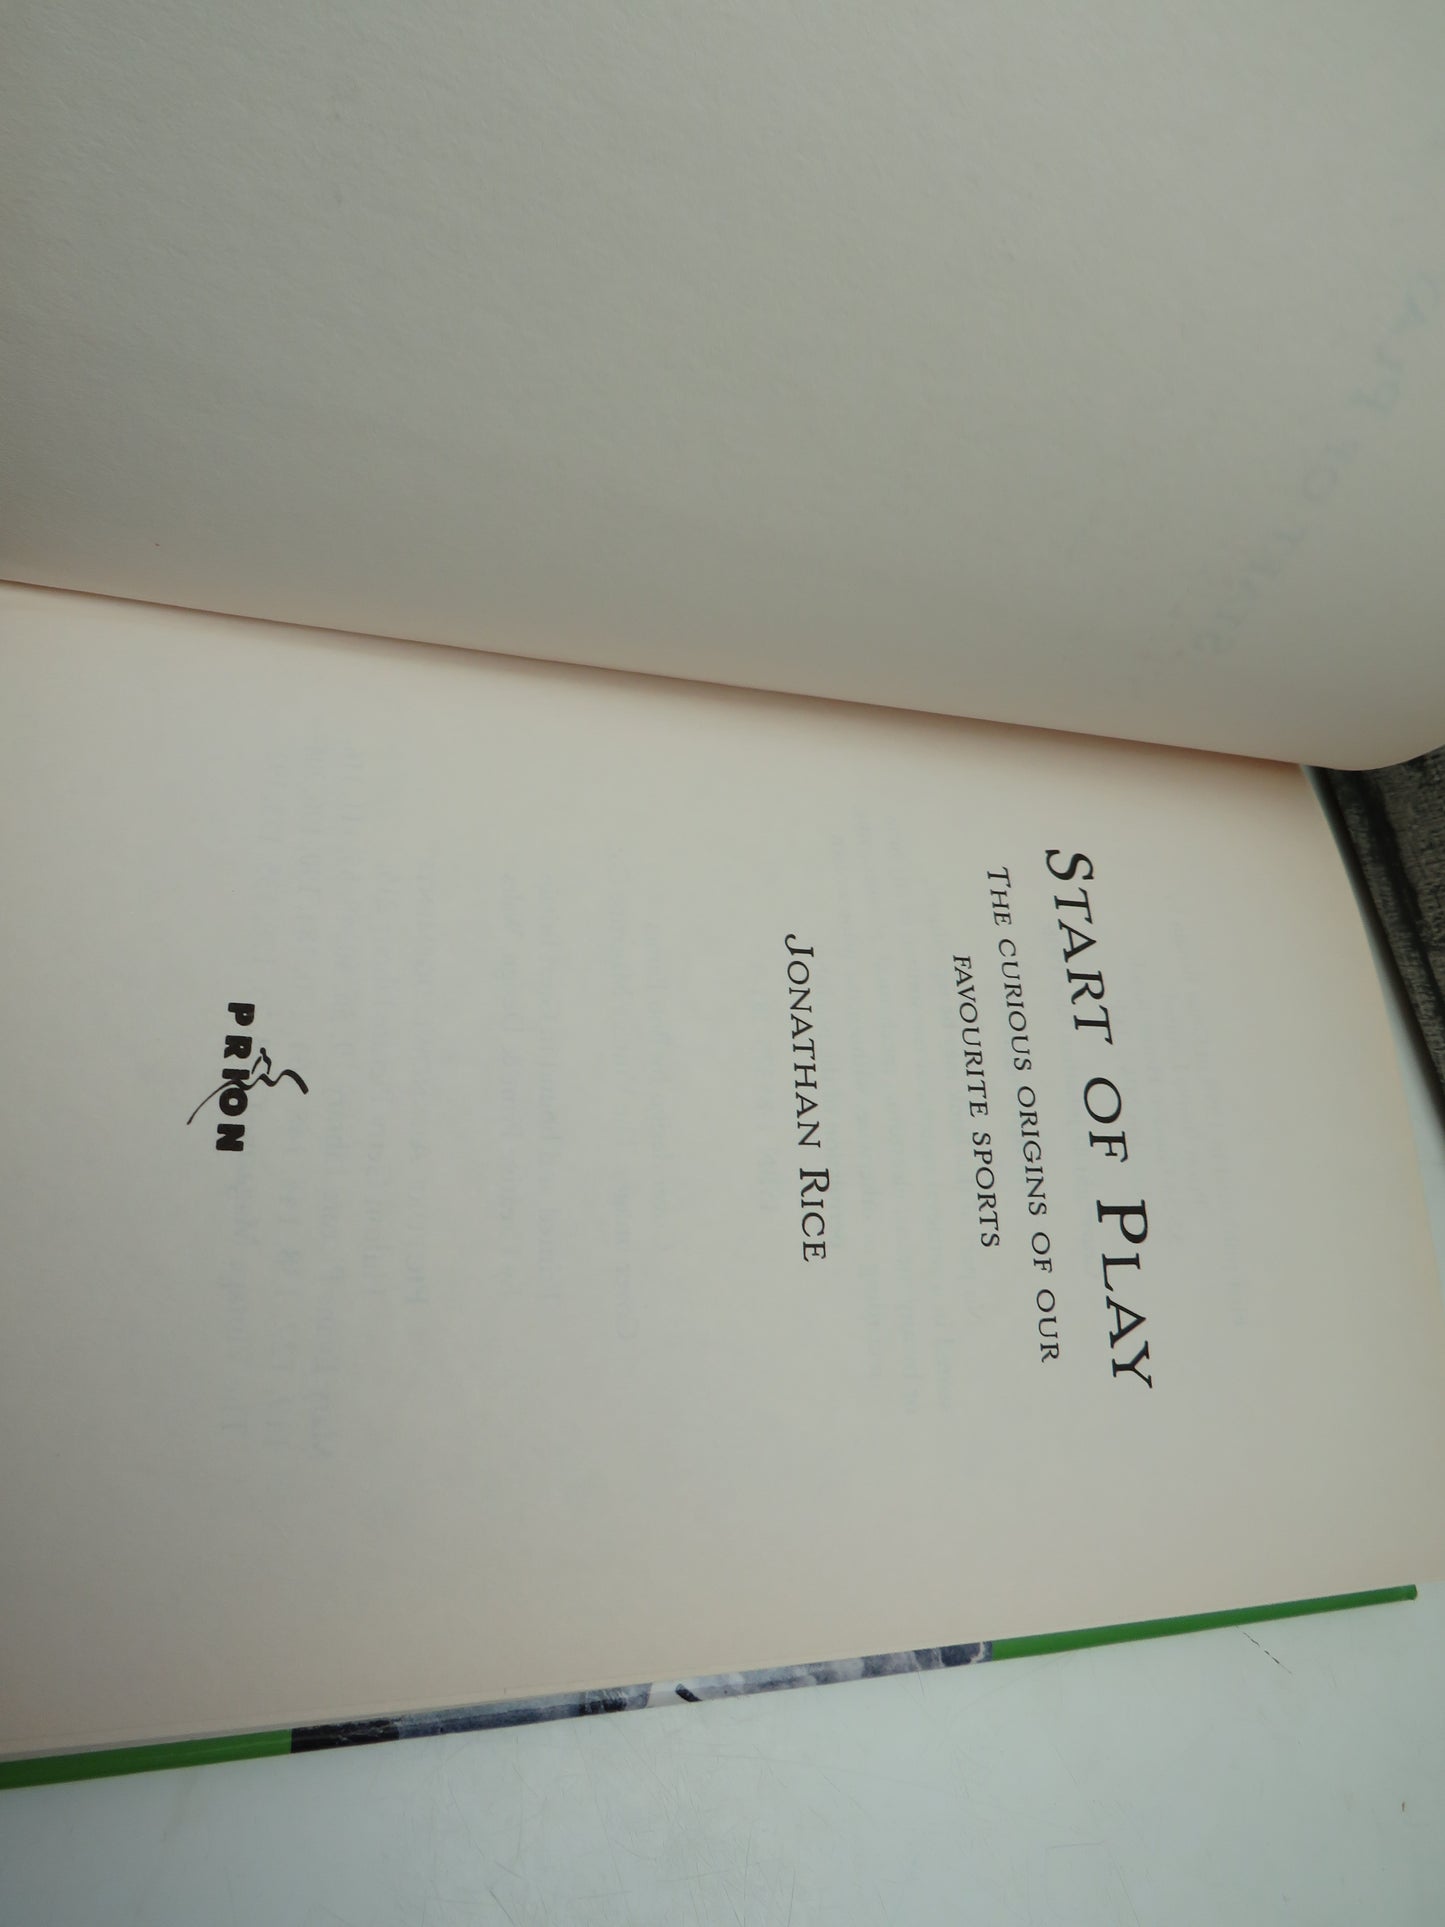 START OF PLAY
THE CURIOUS ORIGINS OF OUR
FAVOURITE SPORTS
JONATHAN RICE
PRION